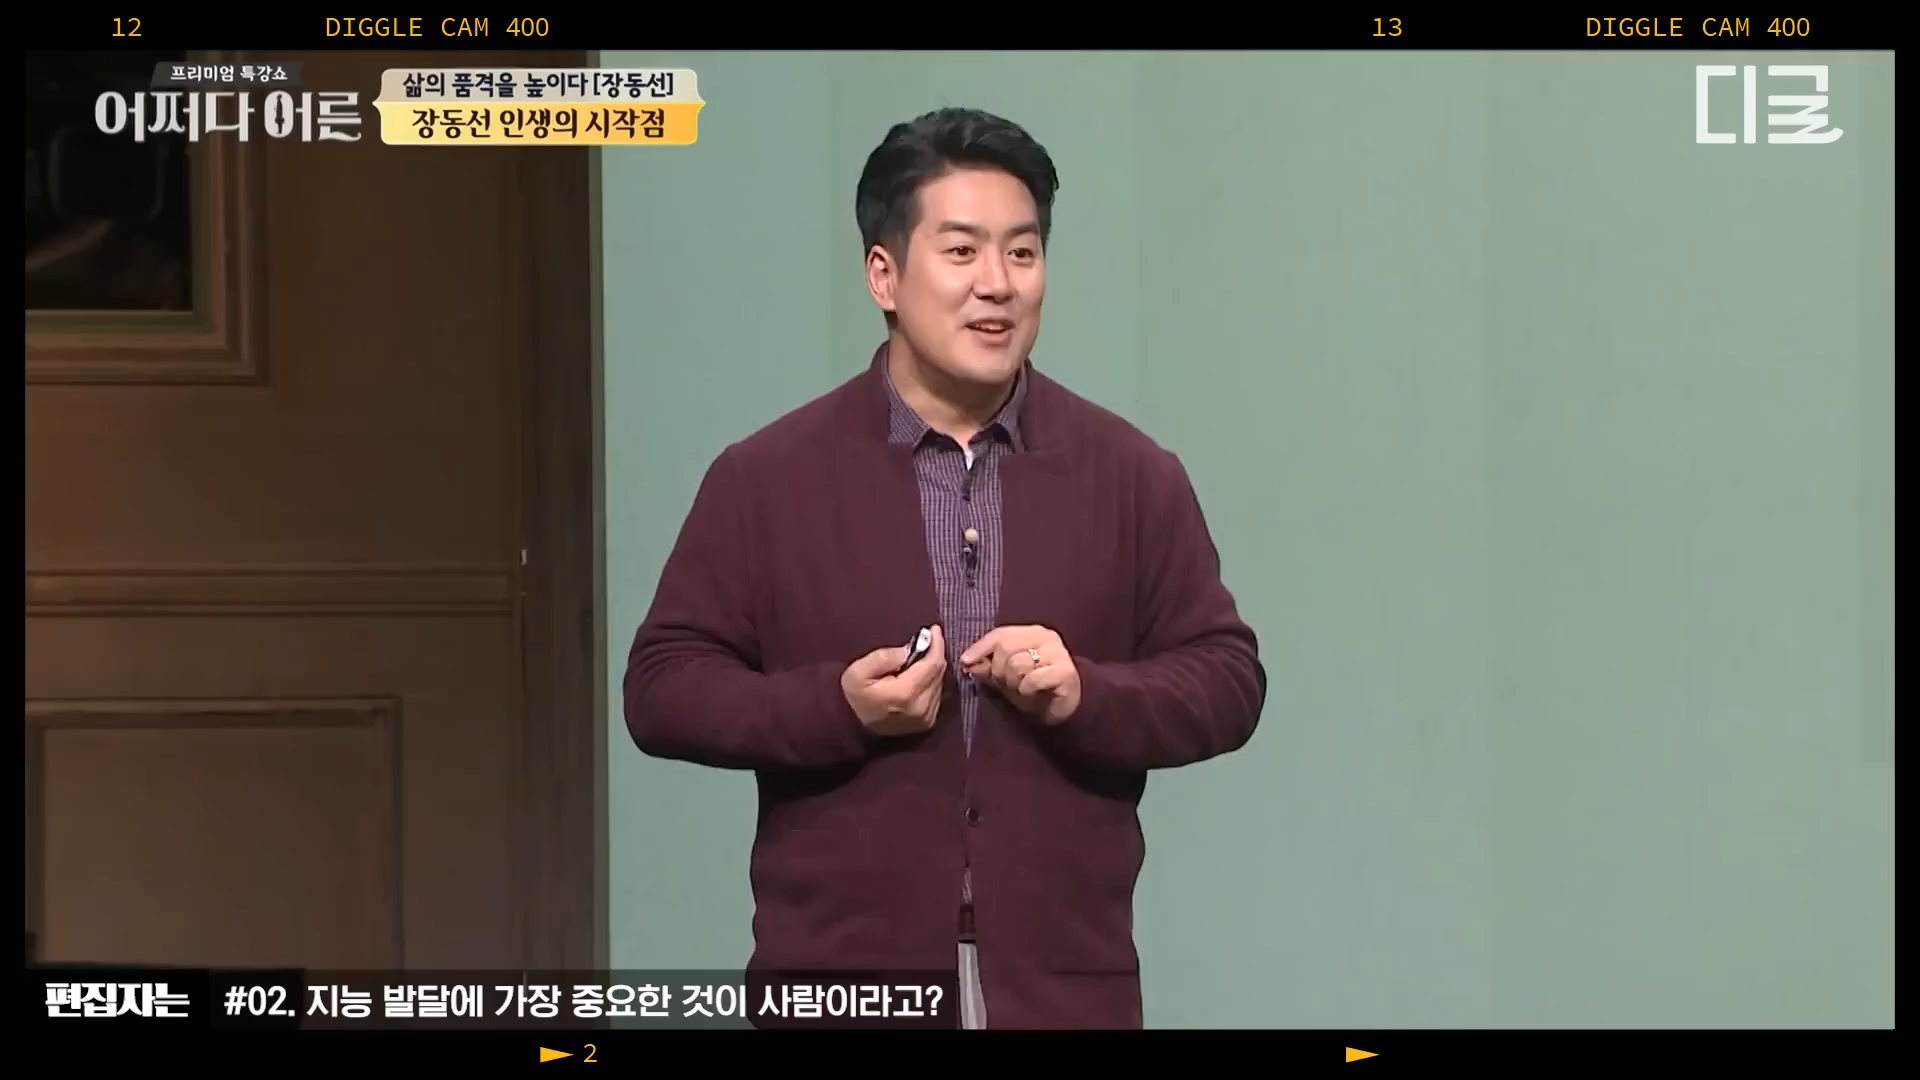 12 DIGGLE CAM 400 13 DIGGLE CAM 400
프리미엄 특강쇼
어쩌다 어른
삶의 품격을 높이다 [장동선]
장동선 인생의 시작점
디글
편집자는 #02. 지능 발달에 가장 중요한 것이 사람이라고?
2